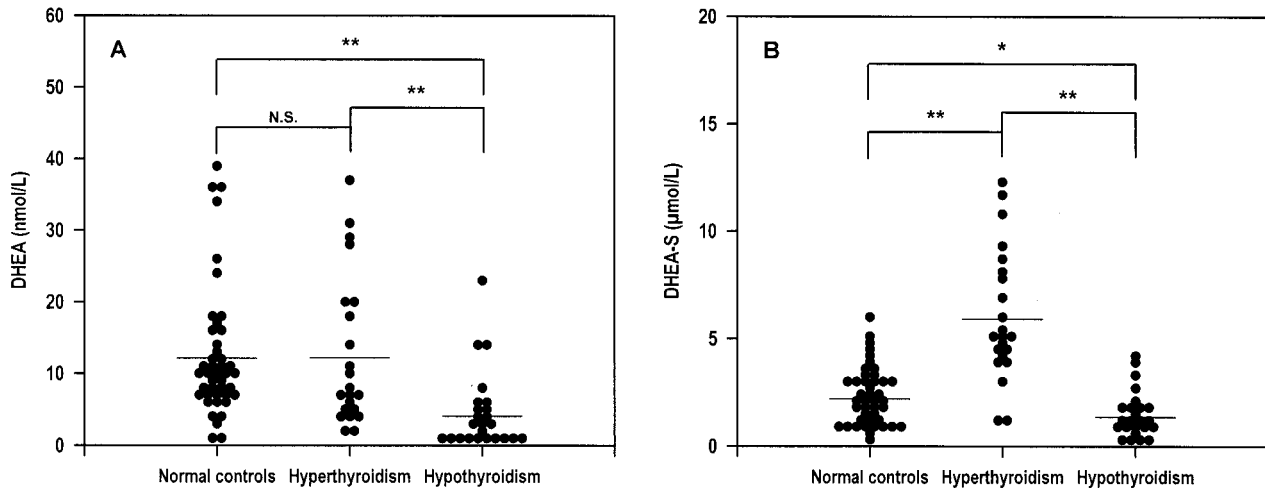 A
DHEA (nmol/L)
60
50
40
30
20
10
0
**
**
N.S.
Normal controls Hyperthyroidism Hypothyroidism
B
DHEA-S (µmol/L)
20
15
10
5
0
*
**
**
Normal controls Hyperthyroidism Hypothyroidism